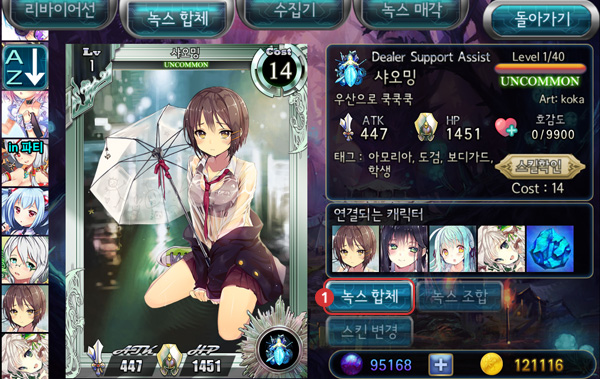 리바이어선
녹스 합체
수집기
녹스 매각
돌아가기
A
Z
in 파티
Lv
1
샤오밍
UNCOMMON
Cost
14
ATK
447
HP
1451
Dealer Support Assist
Level 1/40
샤오밍
UNCOMMON
우산으로 쿡쿡쿡
Art: koka
ATK
447
HP
1451
호감도
0/9900
태그 : 아모리아, 도검, 보디가드,
학생
스킬확인
Cost : 14
연결되는 캐릭터
1
녹스 합체
녹스 조합
스킨 변경
95168
121116